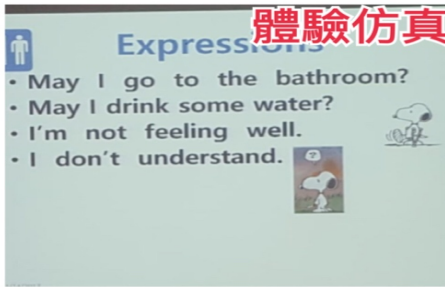 體驗仿真
Expressions
• May I go to the bathroom?
• May I drink some water?
• I'm not feeling well.
• I don't understand.
?